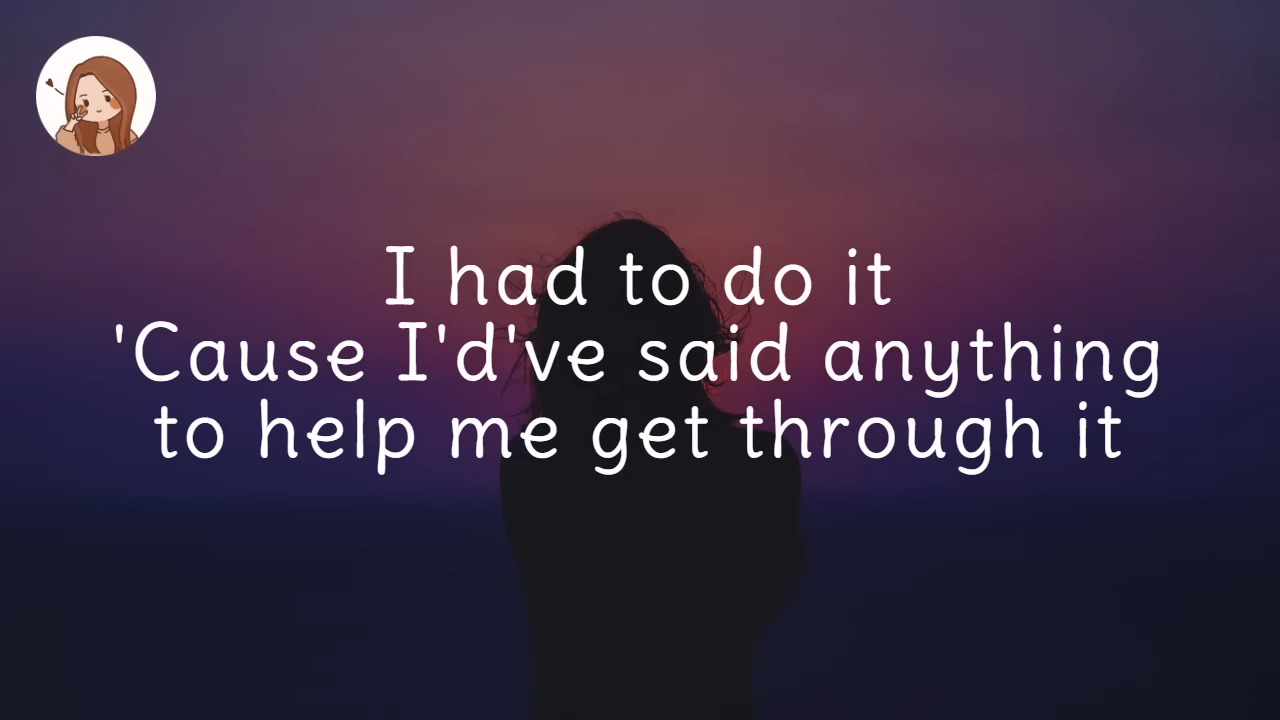 I had to do it
'Cause I'd've said anything
to help me get through it